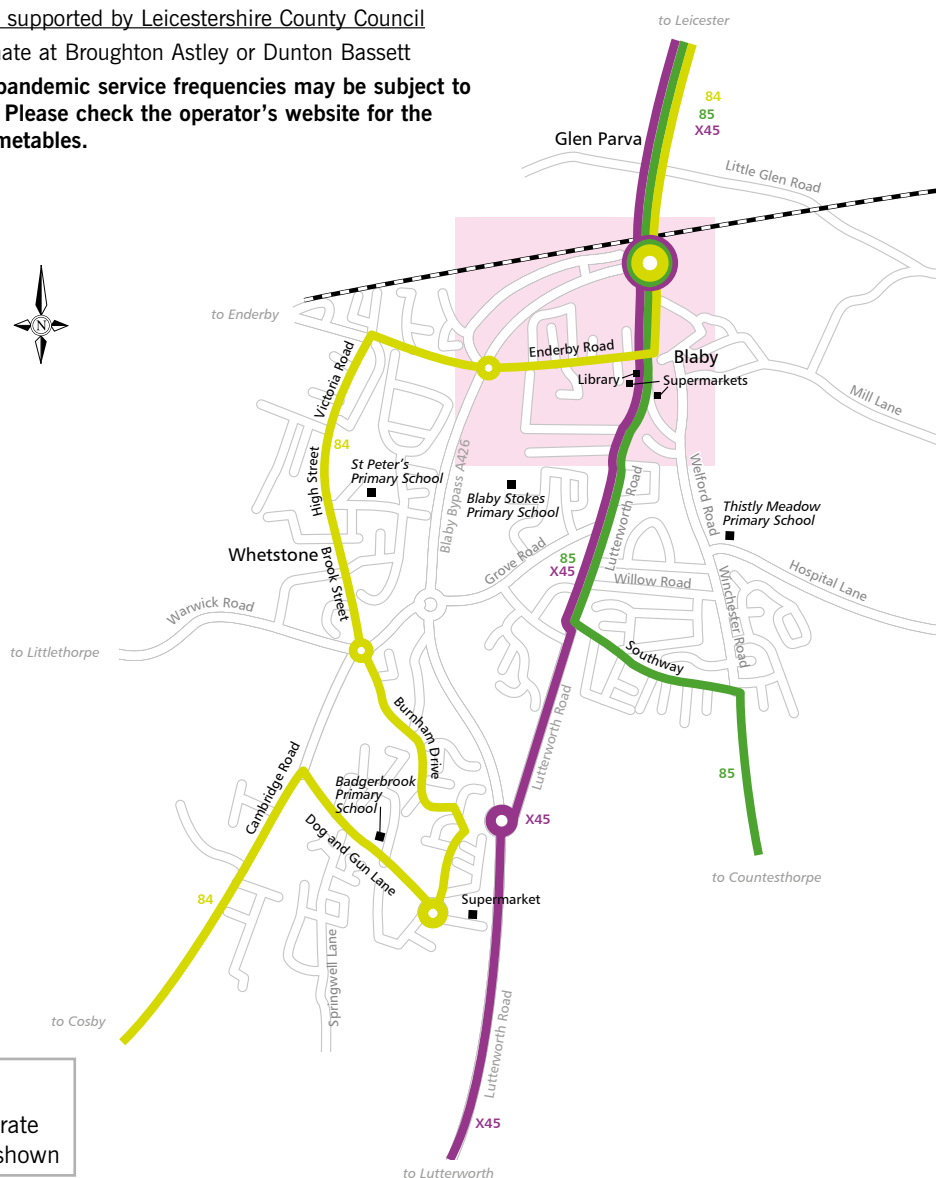 supported by Leicestershire County Council
nate at Broughton Astley or Dunton Bassett
pandemic service frequencies may be subject to
Please check the operator's website for the
metables.
to Leicester
84
85
X45
Glen Parva
Little Glen Road
N
to Enderby
Victoria Road
Enderby Road
Blaby
Library
Supermarkets
Mill Lane
84
High Street
St Peter's
Primary School
Blaby Bypass A426
Blaby Stokes
Primary School
Lutterworth Road
Welford Road
Thistly Meadow
Primary School
Whetstone
Brook Street
Grove Road
85
X45
Willow Road
Winchester Road
Hospital Lane
Warwick Road
to Littlethorpe
Southway
Burnham Drive
Lutterworth Road
Cambridge Road
Badgerbrook
Primary
School
85
X45
Dog and Gun Lane
to Countesthorpe
84
Supermarket
Springwell Lane
to Cosby
Lutterworth Road
rate
shown
X45
to Lutterworth